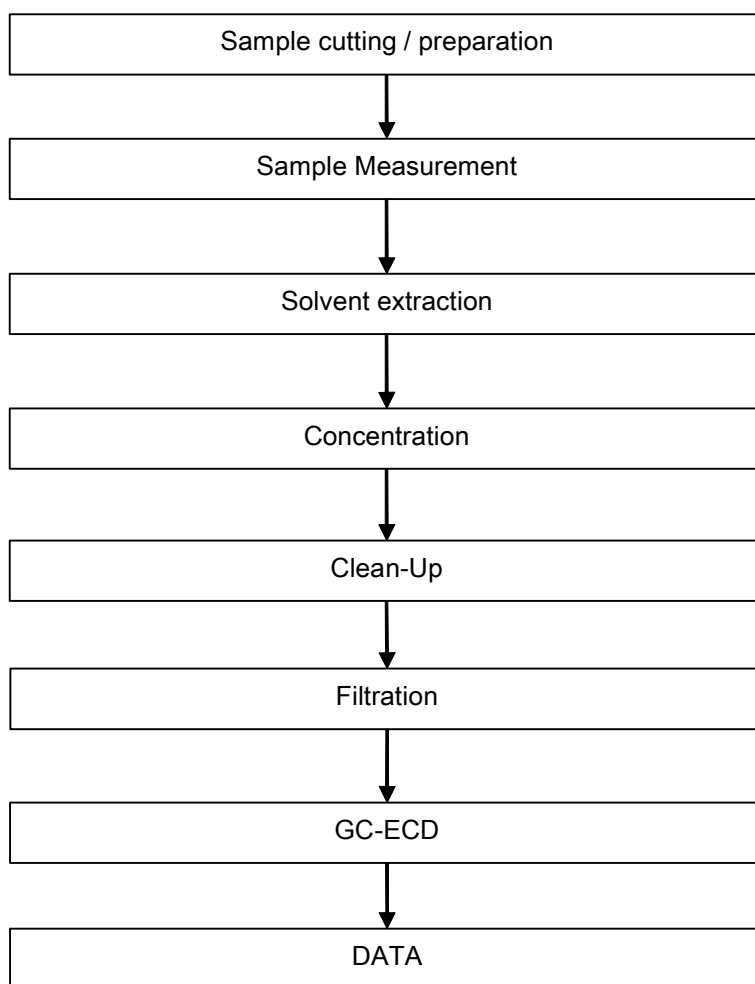 Sample cutting / preparation
Sample Measurement
Solvent extraction
Concentration
Clean-Up
Filtration
GC-ECD
DATA